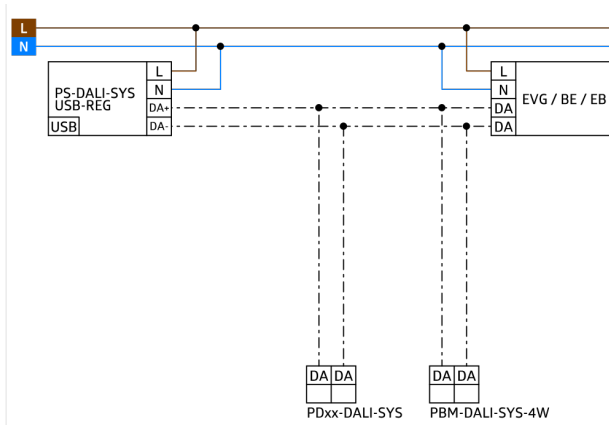 L
N
PS-DALI-SYS
USB-REG
USB
L
N
DA+
DA-
L
N
DA
DA
EVG / BE / EB
DA DA
PDxx-DALI-SYS
DA DA
PBM-DALI-SYS-4W